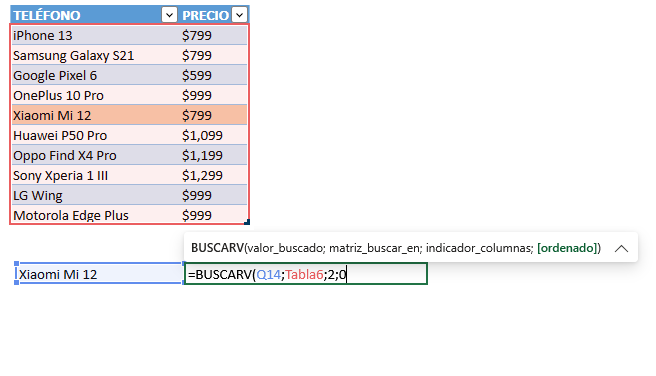 TELÉFONO PRECIO
iPhone 13 $799
Samsung Galaxy S21 $799
Google Pixel 6 $599
OnePlus 10 Pro $999
Xiaomi Mi 12 $799
Huawei P50 Pro $1,099
Oppo Find X4 Pro $1,199
Sony Xperia 1 III $1,299
LG Wing $999
Motorola Edge Plus $999
BUSCARV(valor_buscado; matriz_buscar_en; indicador_columnas; [ordenado])
Xiaomi Mi 12 =BUSCARV(Q14;Tabla6;2;0